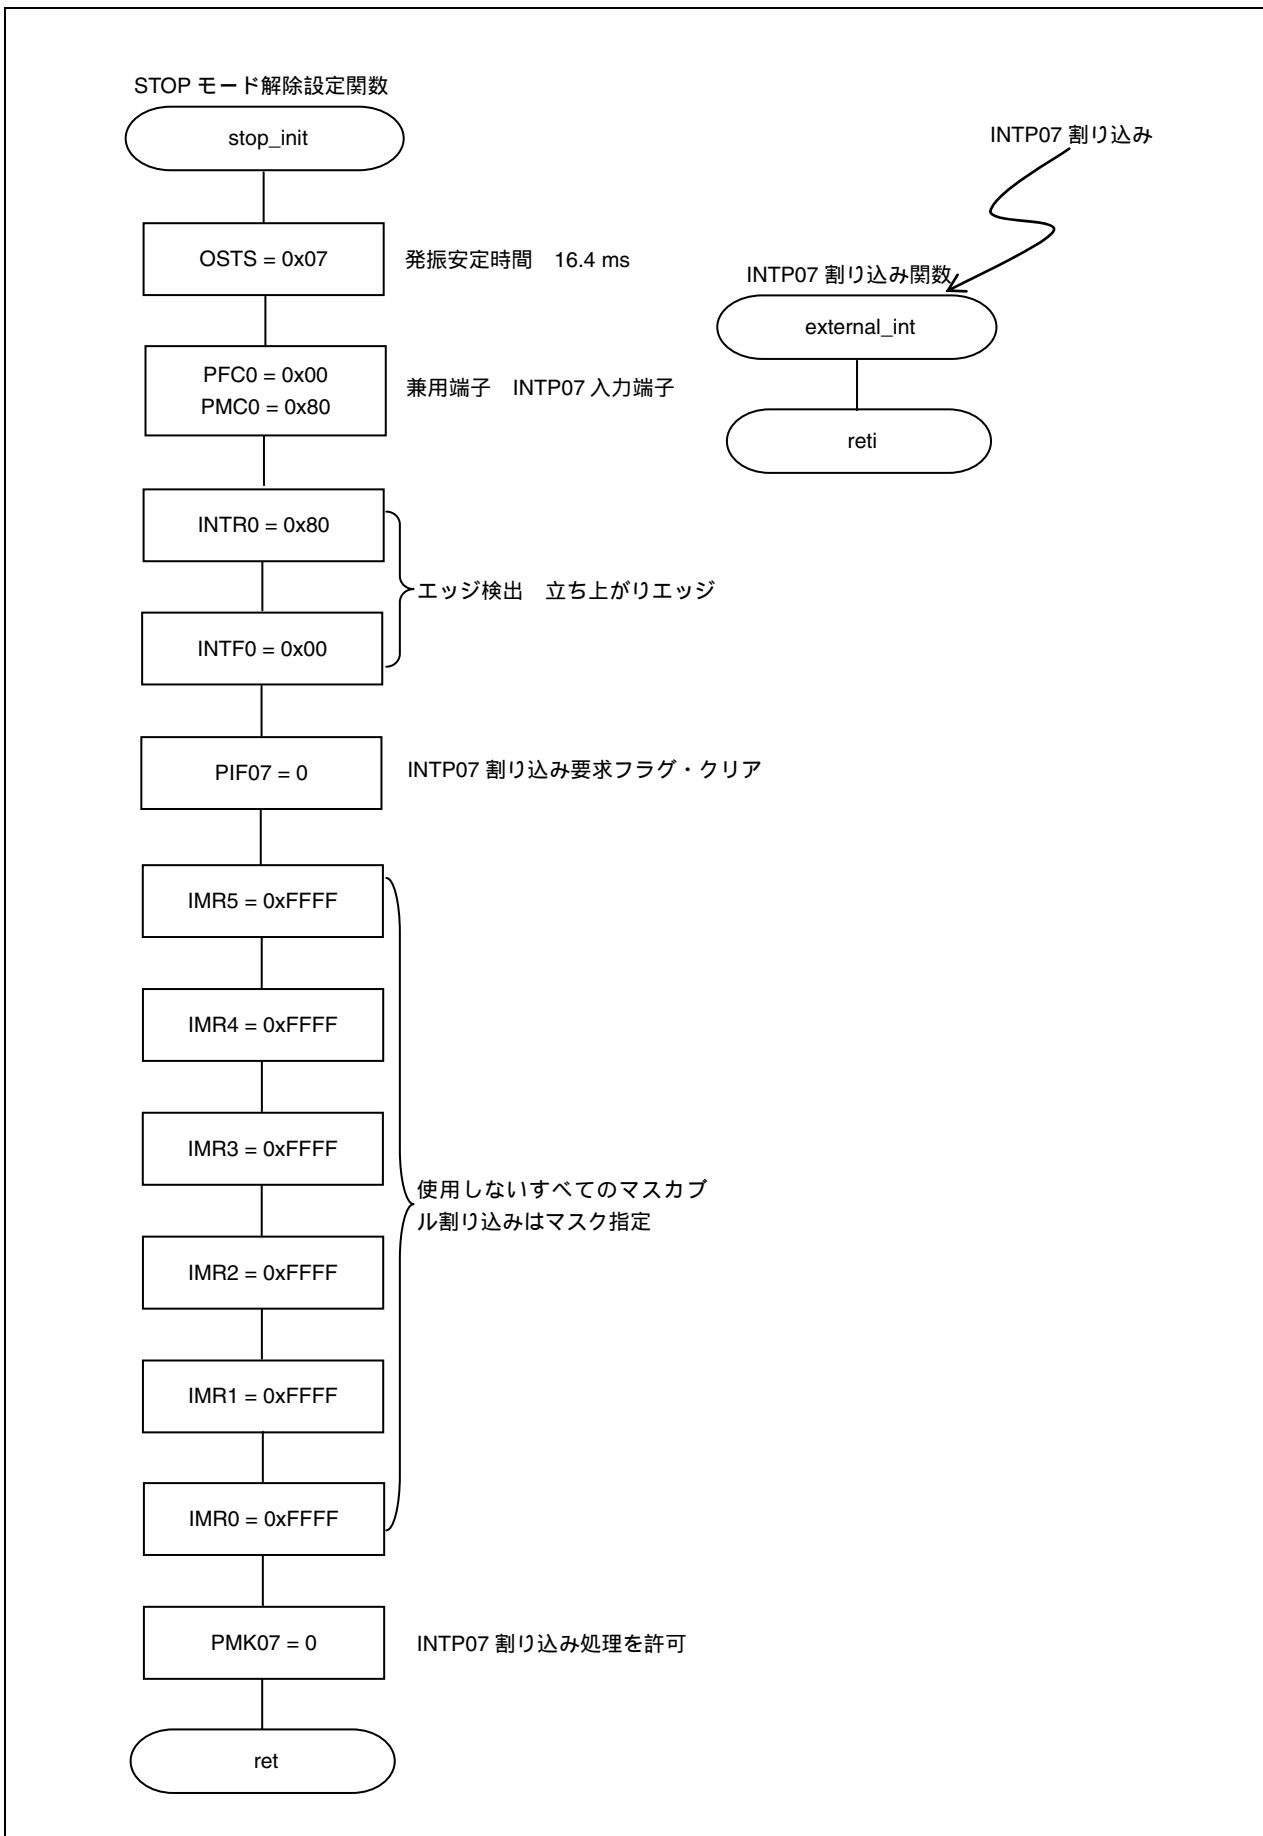 STOP モード解除設定関数
stop_init
OSTS = 0x07
発振安定時間　16.4 ms
PFC0 = 0x00
PMC0 = 0x80
兼用端子　INTP07 入力端子
INTR0 = 0x80
INTF0 = 0x00
エッジ検出　立ち上がりエッジ
PIF07 = 0
INTP07 割り込み要求フラグ・クリア
IMR5 = 0xFFFF
IMR4 = 0xFFFF
IMR3 = 0xFFFF
IMR2 = 0xFFFF
IMR1 = 0xFFFF
IMR0 = 0xFFFF
使用しないすべてのマスカブ
ル割り込みはマスク指定
PMK07 = 0
INTP07 割り込み処理を許可
ret
INTP07 割り込み
INTP07 割り込み関数
external_int
reti